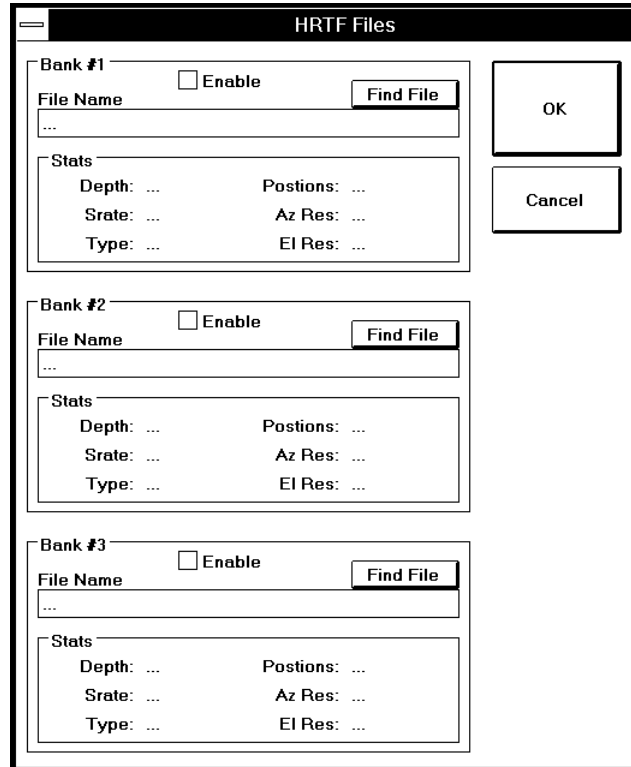 HRTF Files
Bank #1
Enable
File Name
Find File
...
Stats
Depth: ... Postions: ...
Srate: ... Az Res: ...
Type: ... El Res: ...
OK
Cancel
Bank #2
Enable
File Name
Find File
...
Stats
Depth: ... Postions: ...
Srate: ... Az Res: ...
Type: ... El Res: ...
Bank #3
Enable
File Name
Find File
...
Stats
Depth: ... Postions: ...
Srate: ... Az Res: ...
Type: ... El Res: ...